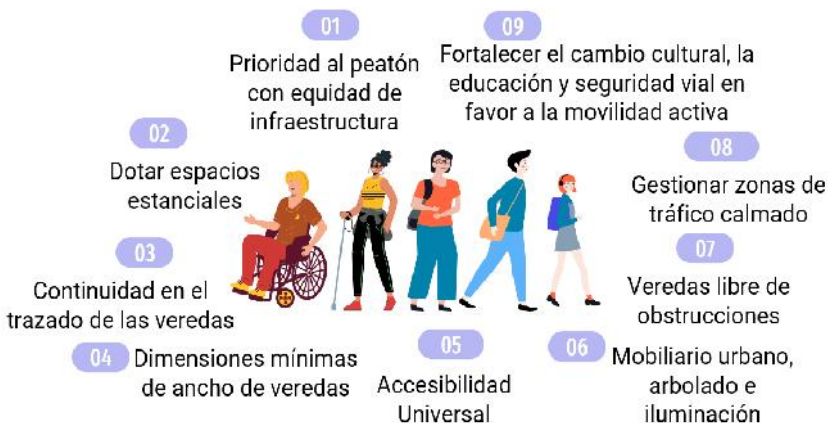 01
Prioridad al peatón
con equidad de
infraestructura
02
Dotar espacios
estanciales
03
Continuidad en el
trazado de las veredas
04
Dimensiones mínimas
de ancho de veredas
05
Accesibilidad
Universal
06
Mobiliario urbano,
arbolado e
iluminación
07
Veredas libre de
obstrucciones
08
Gestionar zonas de
tráfico calmado
09
Fortalecer el cambio cultural, la
educación y seguridad vial en
favor a la movilidad activa